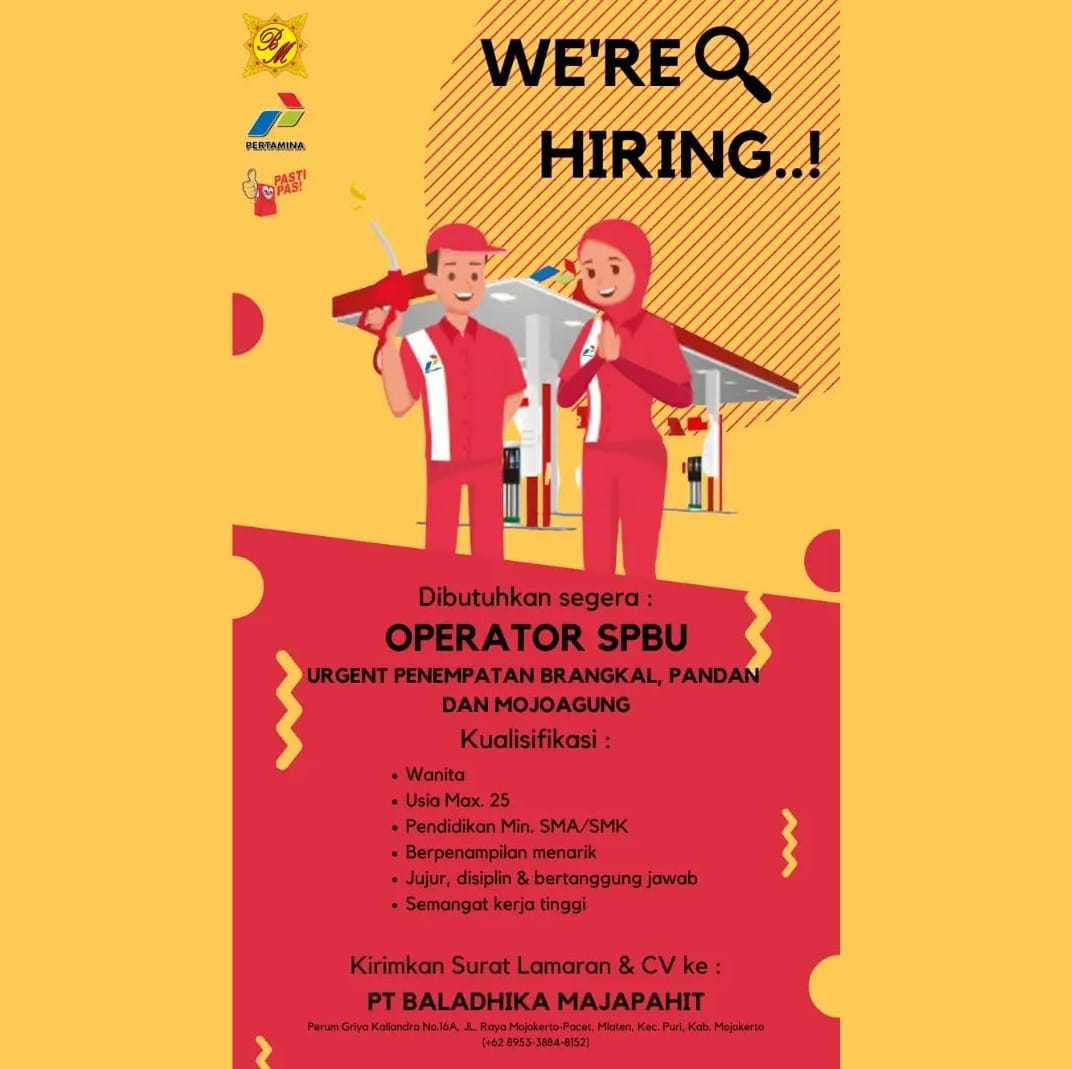 BM
PERTAMINA
PASTI
PAS!
WE'RE
HIRING..!
Dibutuhkan segera :
OPERATOR SPBU
URGENT PENEMPATAN BRANGKAL, PANDAN
DAN MOJOAGUNG
Kualisifikasi :
• Wanita
• Usia Max. 25
• Pendidikan Min. SMA/SMK
• Berpenampilan menarik
• Jujur, disiplin & bertanggung jawab
• Semangat kerja tinggi
Kirimkan Surat Lamaran & CV ke :
PT BALADHIKA MAJAPAHIT
Perum Griya Kaliandra No.16A, JL. Raya Mojokerto-Pacet, Mlaten, Kec. Puri, Kab. Mojokerto
(+62 8953-3884-8152)